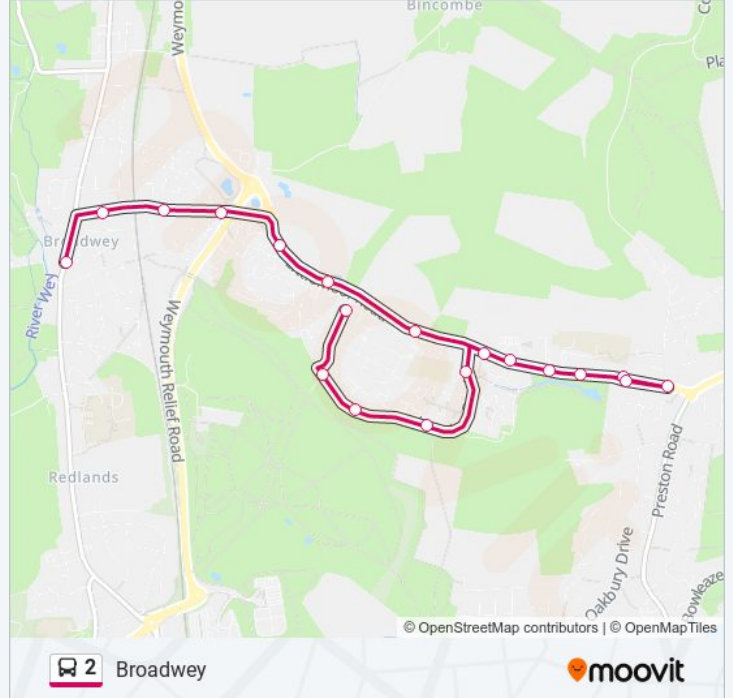 Bincombe
Weymo
Co
Pla
Broadwey
River Wey
Weymouth Relief Road
Redlands
Preston Road
Oakbury Drive
owleaze
© OpenStreetMap contributors | © OpenMapTiles
2 Broadwey
moovit